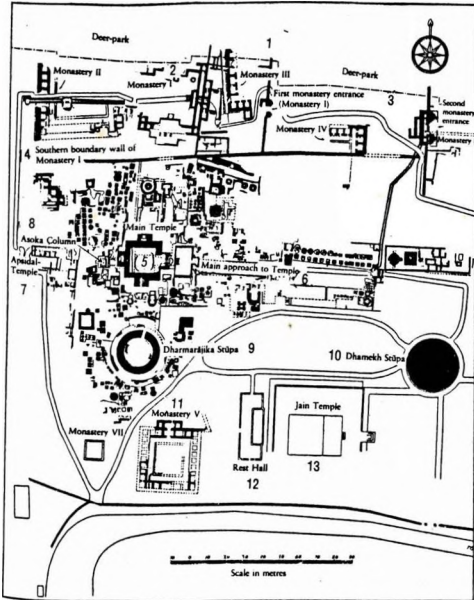 Deer-park
1
Deer-park
Monastery II
2
Monastery
Monastery III
First monastery entrance
(Monastery I)
3
Second
monastery
entrance
Monastery
Monastery IV
4
Southern boundary wall of
Monastery I
8
Main Temple
Asoka Column
5
Main approach to Temple
Apsidal
Temple
6
7
Dharmarājika Stūpa
9
10
Dhamekh Stūpa
11
Monastery V
Jain Temple
Monastery VII
Rest Hall
13
12
Scale in metres